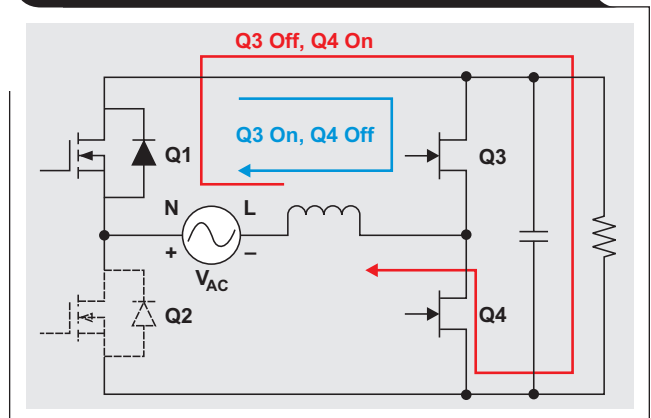 Q3 Off, Q4 On
Q3 On, Q4 Off
Q1
Q3
N
L
+
–
VAC
Q2
Q4